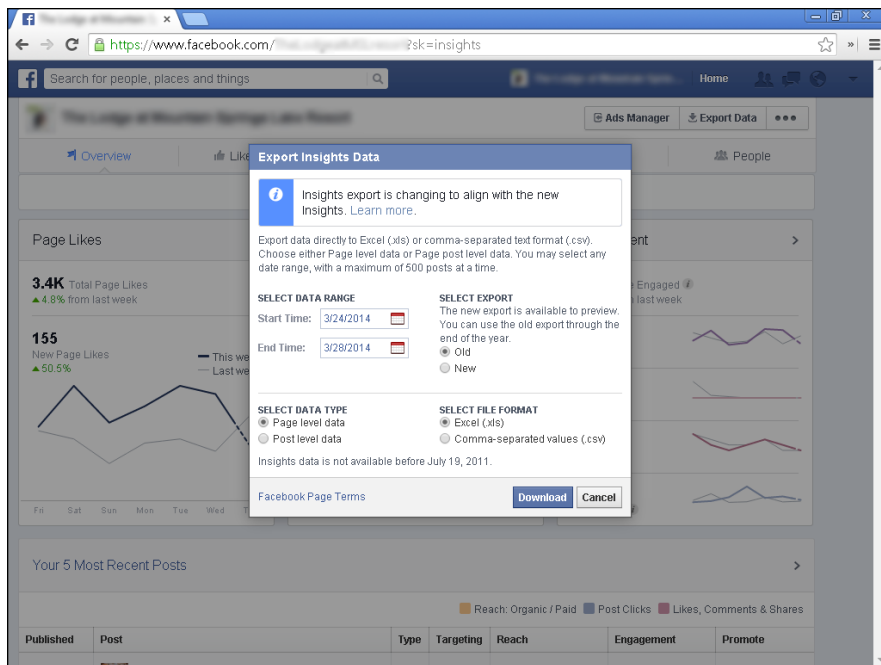 https://www.facebook.com/ ?sk=insights
Search for people, places and things
Home
Ads Manager
Export Data
Overview
Like
People
Export Insights Data
Insights export is changing to align with the new
Insights. Learn more.
Export data directly to Excel (.xls) or comma-separated text format (.csv).
Choose either Page level data or Page post level data. You may select any
date range, with a maximum of 500 posts at a time.
SELECT DATA RANGE
Start Time: 3/24/2014
End Time: 3/28/2014
SELECT EXPORT
The new export is available to preview.
You can use the old export through the
end of the year.
Old
New
SELECT DATA TYPE
Page level data
Post level data
SELECT FILE FORMAT
Excel (.xls)
Comma-separated values (.csv)
Insights data is not available before July 19, 2011.
Facebook Page Terms
Download
Cancel
Page Likes
3.4K Total Page Likes
4.8% from last week
155
New Page Likes
50.5%
This we
Last we
Fri Sat Sun Mon Tue Wed T
ent
Engaged
last week
Your 5 Most Recent Posts
Reach: Organic / Paid Post Clicks Likes, Comments & Shares
Published Post Type Targeting Reach Engagement Promote